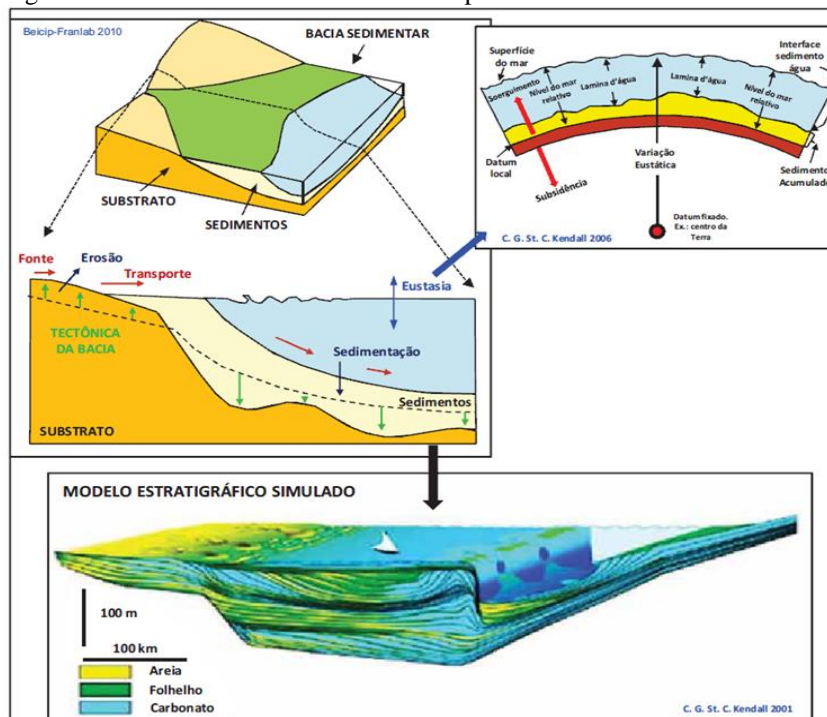 Beicip-Franlab 2010
BACIA SEDIMENTAR
SUBSTRATO
SEDIMENTOS
Superfície
do mar
Soerguimento
Nível do mar
relativo
Lamina d'água
Lamina d'água
Nível do mar
relativo
Interface
sedimento
água
Datum
local
Subsidência
Variação
Eustática
Sedimento
Acumulado
Datum fixado.
Ex.: centro da
Terra
C. G. St. C. Kendall 2006
Fonte
Erosão
Transporte
Eustasia
TECTÔNICA
DA BACIA
Sedimentação
Sedimentos
SUBSTRATO
MODELO ESTRATIGRÁFICO SIMULADO
100 m
100 km
Areia
Folhelho
Carbonato
C. G. St. C. Kendall 2001